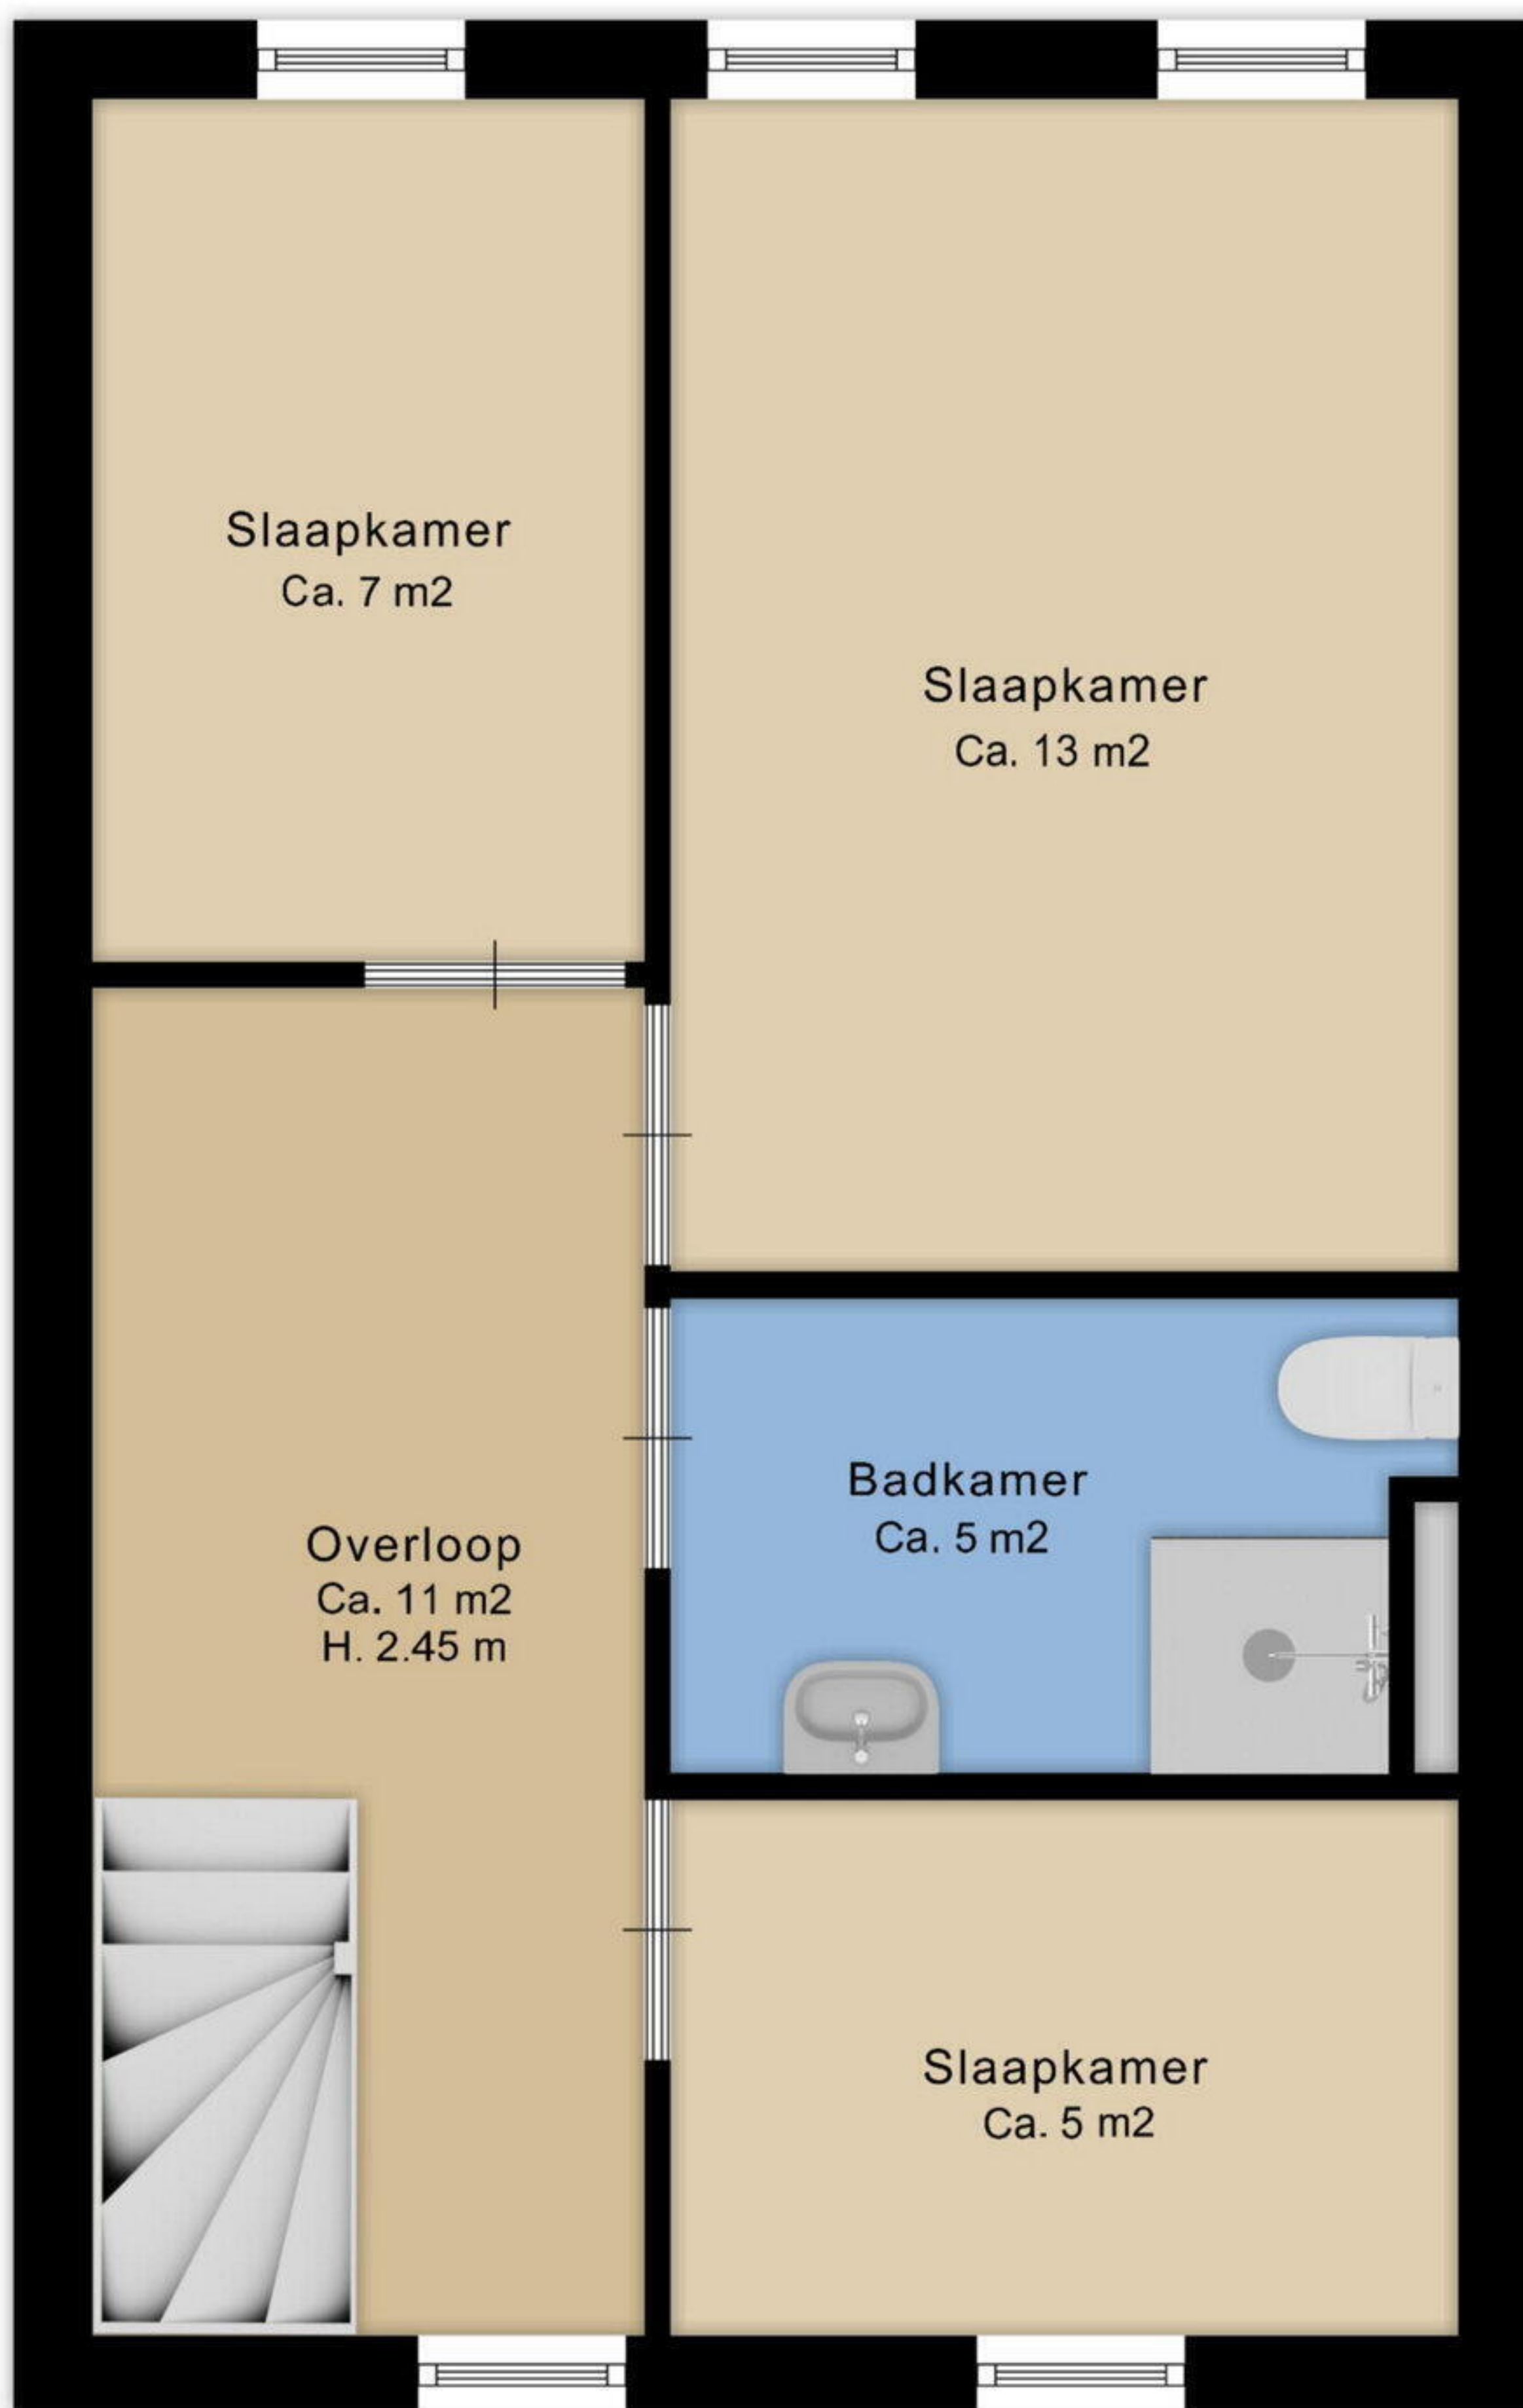 Slaapkamer
Ca. 7 m2
Slaapkamer
Ca. 13 m2
Badkamer
Ca. 5 m2
Overloop
Ca. 11 m2
H. 2.45 m
Slaapkamer
Ca. 5 m2